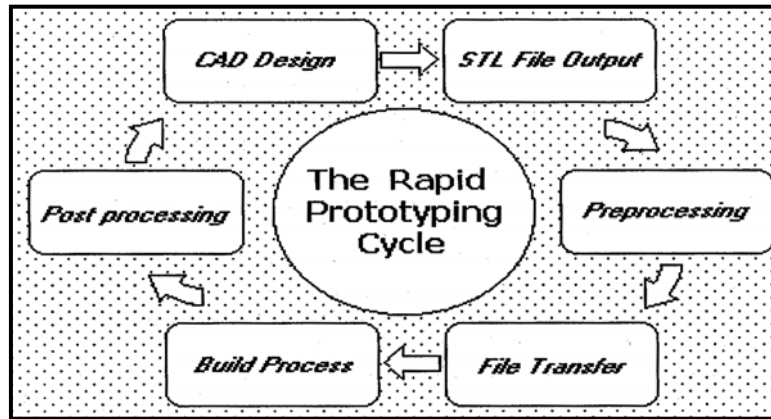 CAD Design
STL File Output
The Rapid
Prototyping
Cycle
Post processing
Preprocessing
Build Process
File Transfer